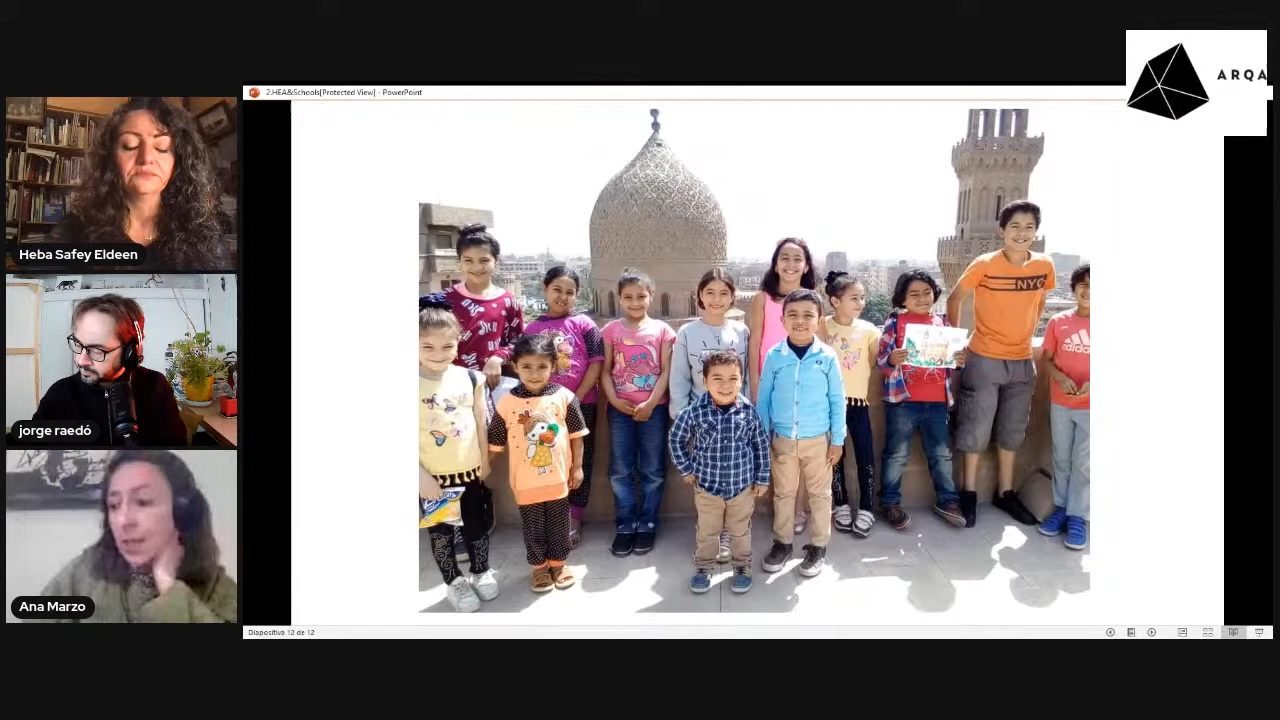 ARQA
2.HEA&Schools[Protected View] - PowerPoint
Heba Safey Eldeen
jorge raedó
Ana Marzo
NYC
adidas
Diapositiva 12 de 12